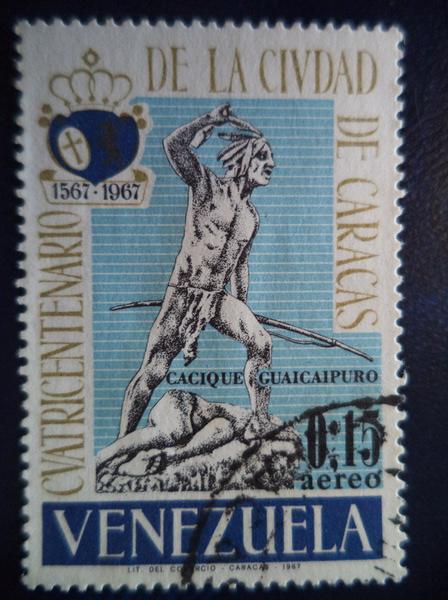 CVATRICENTENARIO DE LA CIVDAD DE CARACAS
1567 · 1967
CACIQUE GUAICAIPURO
0,15
aereo
VENEZUELA
LIT. DEL COMERCIO - CARACAS - 1967